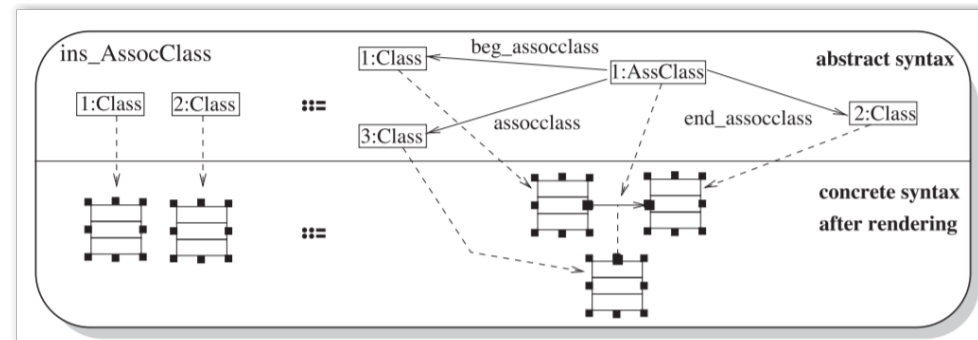 ins_AssocClass
1:Class
2:Class
::=
1:Class
beg_assocclass
1:AssClass
abstract syntax
3:Class
assocclass
end_assocclass
2:Class
::=
concrete syntax
after rendering